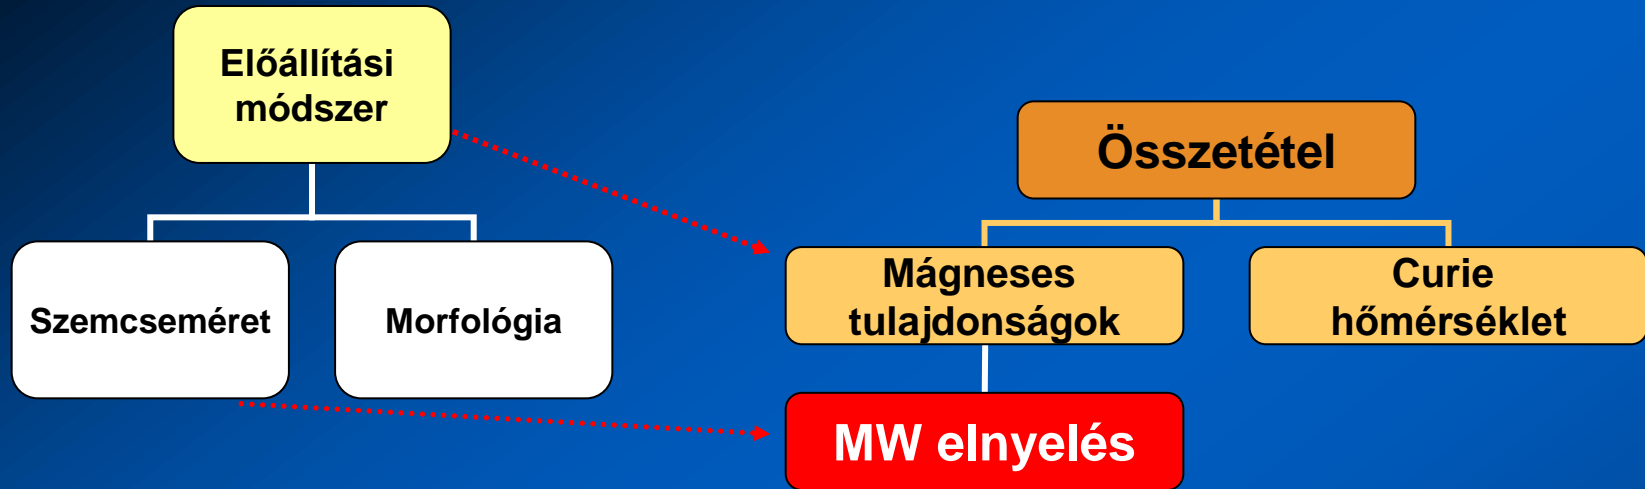 Előállítási
módszer
Szemcseméret
Morfológia
Összetétel
Mágneses
tulajdonságok
Curie
hőmérséklet
MW elnyelés